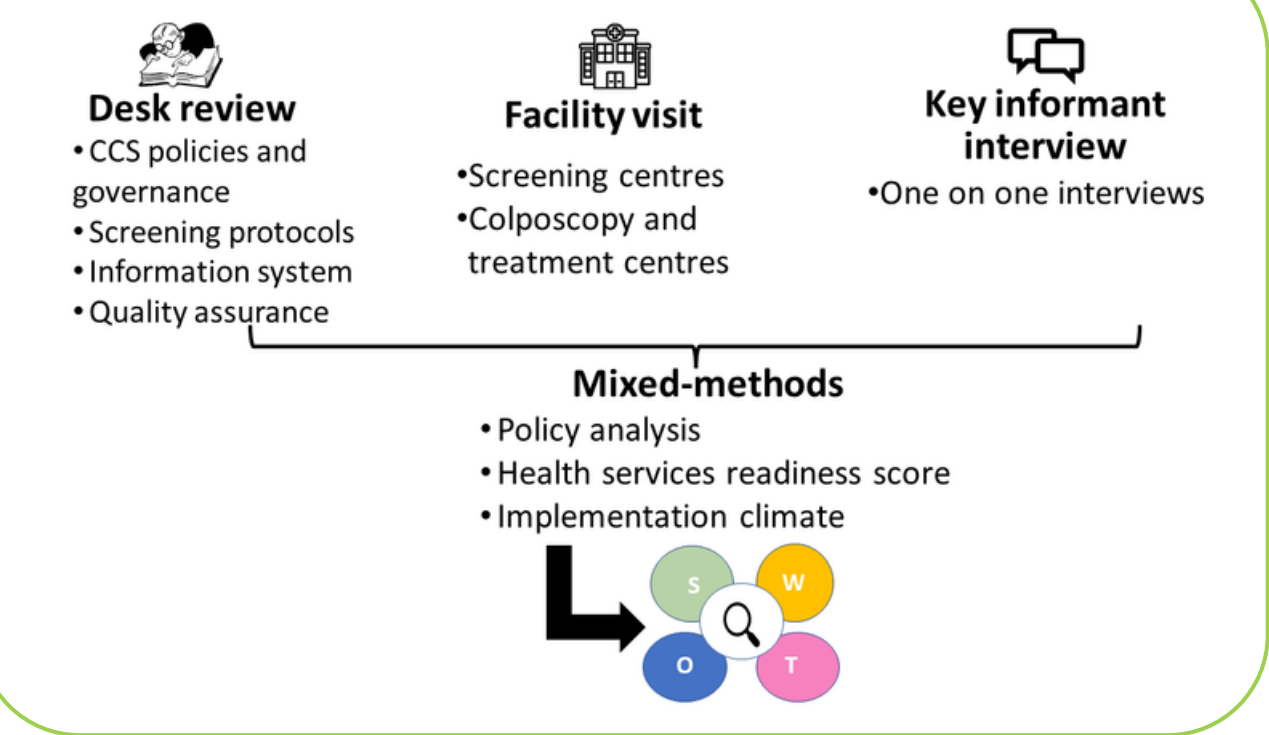 Desk review
• CCS policies and
governance
• Screening protocols
• Information system
• Quality assurance
Facility visit
•Screening centres
•Colposcopy and
treatment centres
Key informant
interview
•One on one interviews
Mixed-methods
• Policy analysis
• Health services readiness score
• Implementation climate
S W
O T